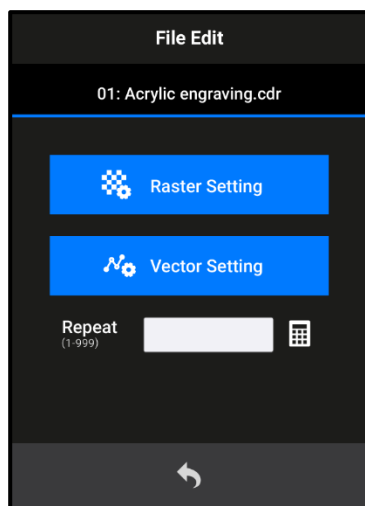 File Edit
01: Acrylic engraving.cdr
Raster Setting
Vector Setting
Repeat
(1-999)